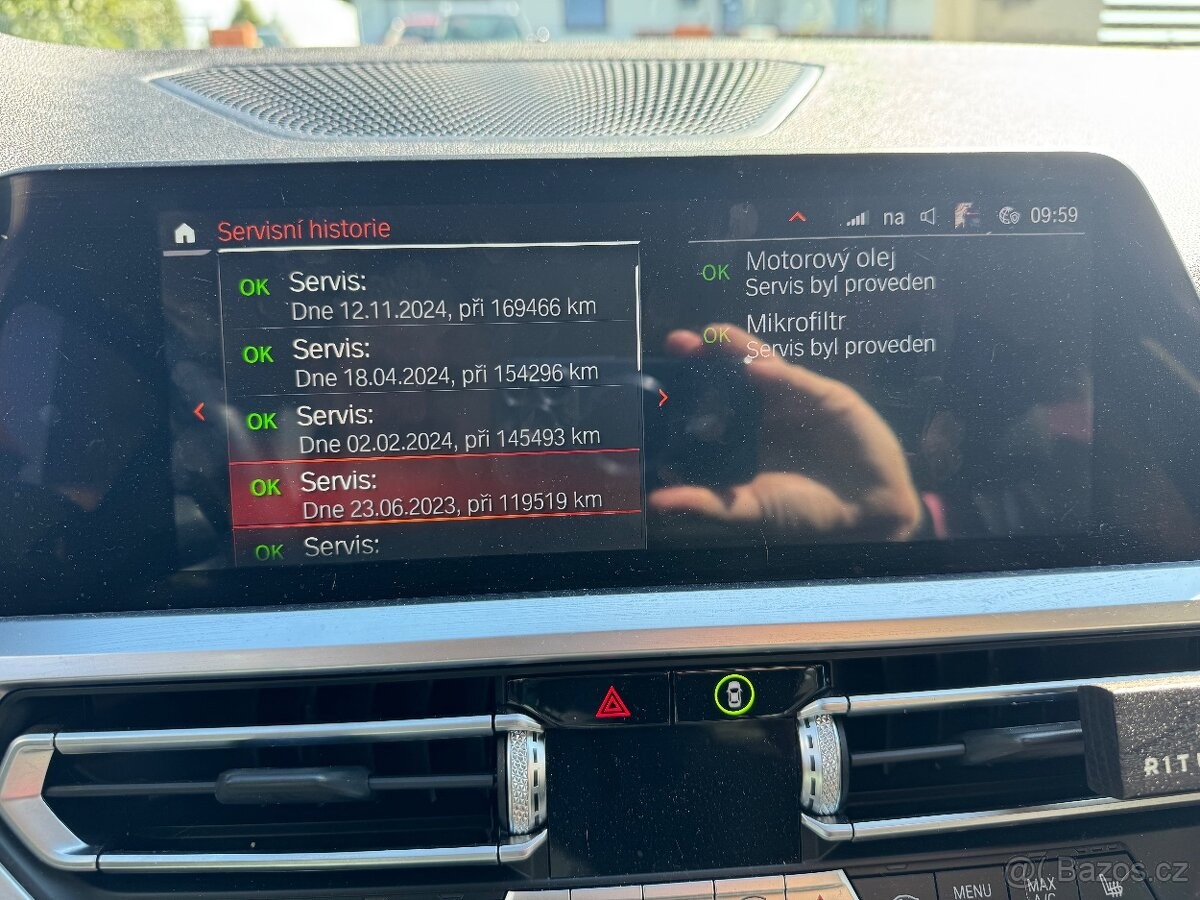 Servisní historie
na
09:59
OK Servis:
Dne 12.11.2024, při 169466 km
OK Servis:
Dne 18.04.2024, při 154296 km
OK Servis:
Dne 02.02.2024, při 145493 km
OK Servis:
Dne 23.06.2023, při 119519 km
OK Servis:
OK Motorový olej
Servis byl proveden
OK Mikrofiltr
Servis byl proveden
MENU
MAX
A/C
Bazos.cz